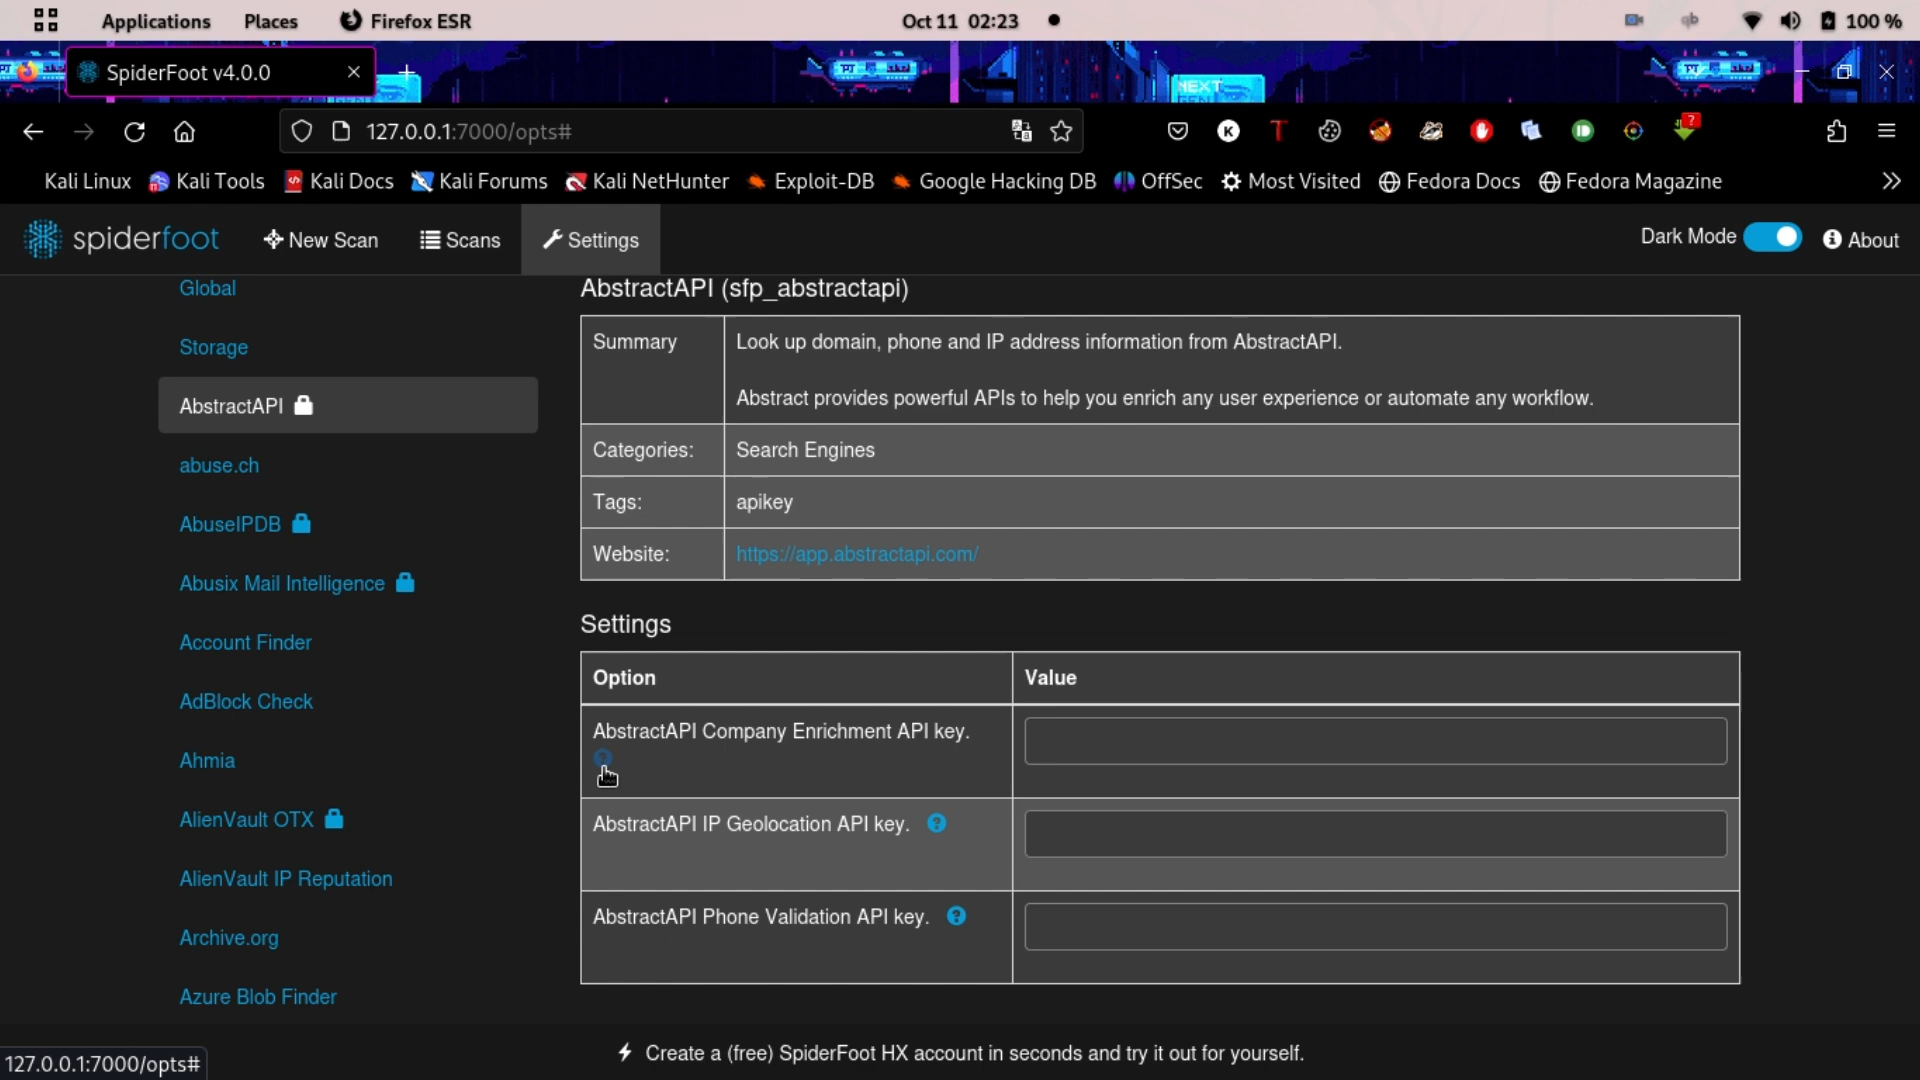 Applications Places Firefox ESR Oct 11 02:23 100 %
SpiderFoot v4.0.0
127.0.0.1:7000/opts#
Kali Linux Kali Tools Kali Docs Kali Forums Kali NetHunter Exploit-DB Google Hacking DB OffSec Most Visited Fedora Docs Fedora Magazine
spiderfoot New Scan Scans Settings Dark Mode About
Global
Storage
AbstractAPI
abuse.ch
AbuseIPDB
Abusix Mail Intelligence
Account Finder
AdBlock Check
Ahmia
AlienVault OTX
AlienVault IP Reputation
Archive.org
Azure Blob Finder
AbstractAPI (sfp_abstractapi)
Summary Look up domain, phone and IP address information from AbstractAPI.
Abstract provides powerful APIs to help you enrich any user experience or automate any workflow.
Categories: Search Engines
Tags: apikey
Website: https://app.abstractapi.com/
Settings
Option Value
AbstractAPI Company Enrichment API key.
AbstractAPI IP Geolocation API key. ?
AbstractAPI Phone Validation API key. ?
Create a (free) SpiderFoot HX account in seconds and try it out for yourself.
127.0.0.1:7000/opts#